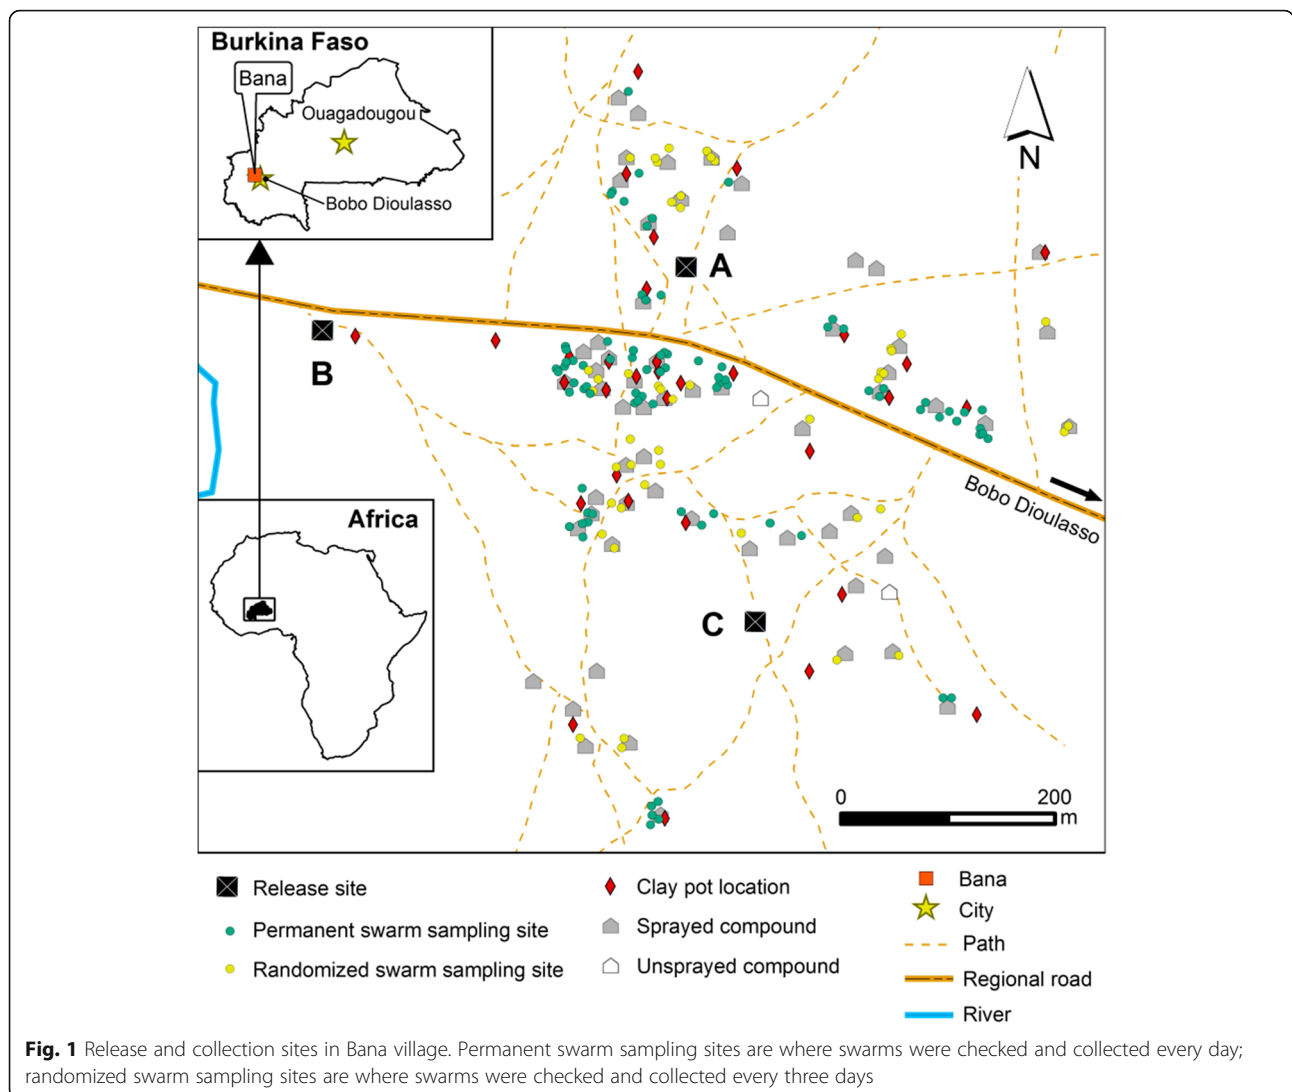 Burkina Faso
Bana
Ouagadougou
Bobo Dioulasso
N
A
B
Bobo Dioulasso
Africa
C
0 200
m
Release site
Permanent swarm sampling site
Randomized swarm sampling site
Clay pot location
Sprayed compound
Unsprayed compound
Bana
City
Path
Regional road
River
Fig. 1 Release and collection sites in Bana village. Permanent swarm sampling sites are where swarms were checked and collected every day;
randomized swarm sampling sites are where swarms were checked and collected every three days